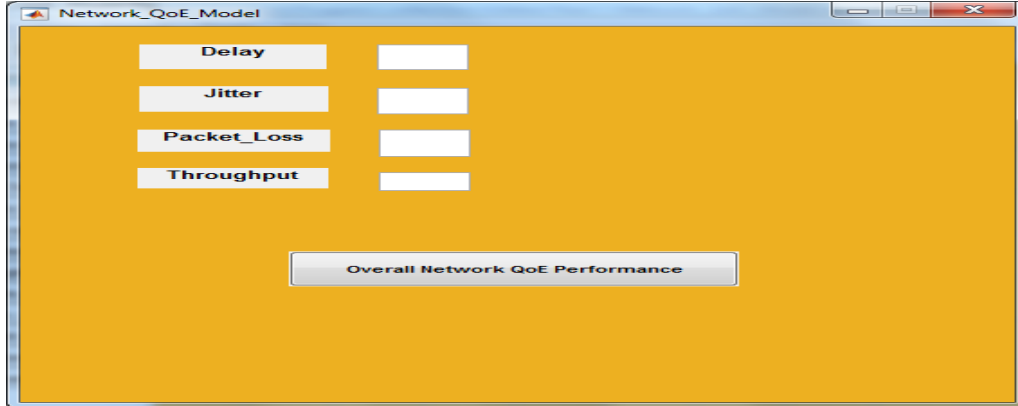 Network_QoE_Model
Delay
Jitter
Packet_Loss
Throughput
Overall Network QoE Performance